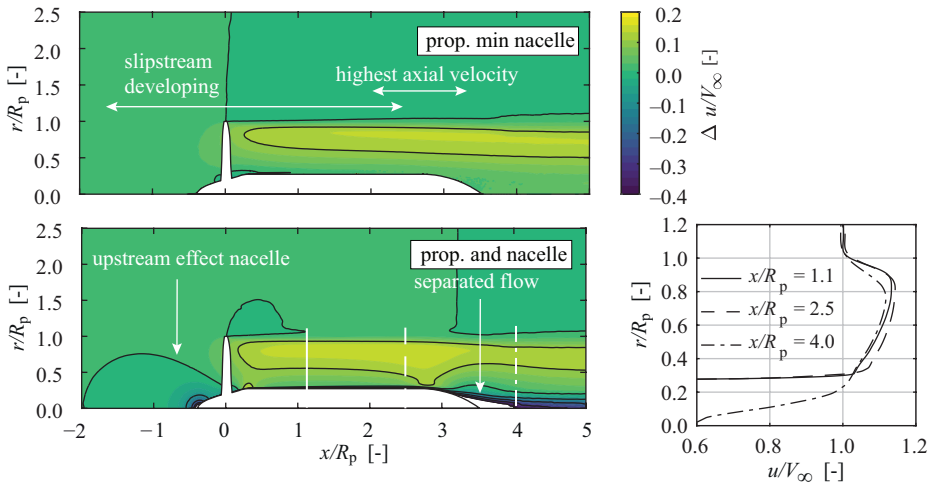 2.5
2.0
1.5
1.0
0.5
0.0
r/Rp [-]
prop. min nacelle
slipstream
developing
highest axial velocity
0.2
0.1
0.0
−0.1
−0.2
−0.3
−0.4
Δ u/V∞ [-]
2.5
2.0
1.5
1.0
0.5
0.0
r/Rp [-]
upstream effect nacelle
prop. and nacelle
separated flow
−2
−1
0
1
2
3
4
5
x/Rp [-]
1.2
1.0
0.8
0.6
0.4
0.2
0.0
r/Rp [-]
x/Rp = 1.1
x/Rp = 2.5
x/Rp = 4.0
0.6
0.8
1.0
1.2
u/V∞ [-]